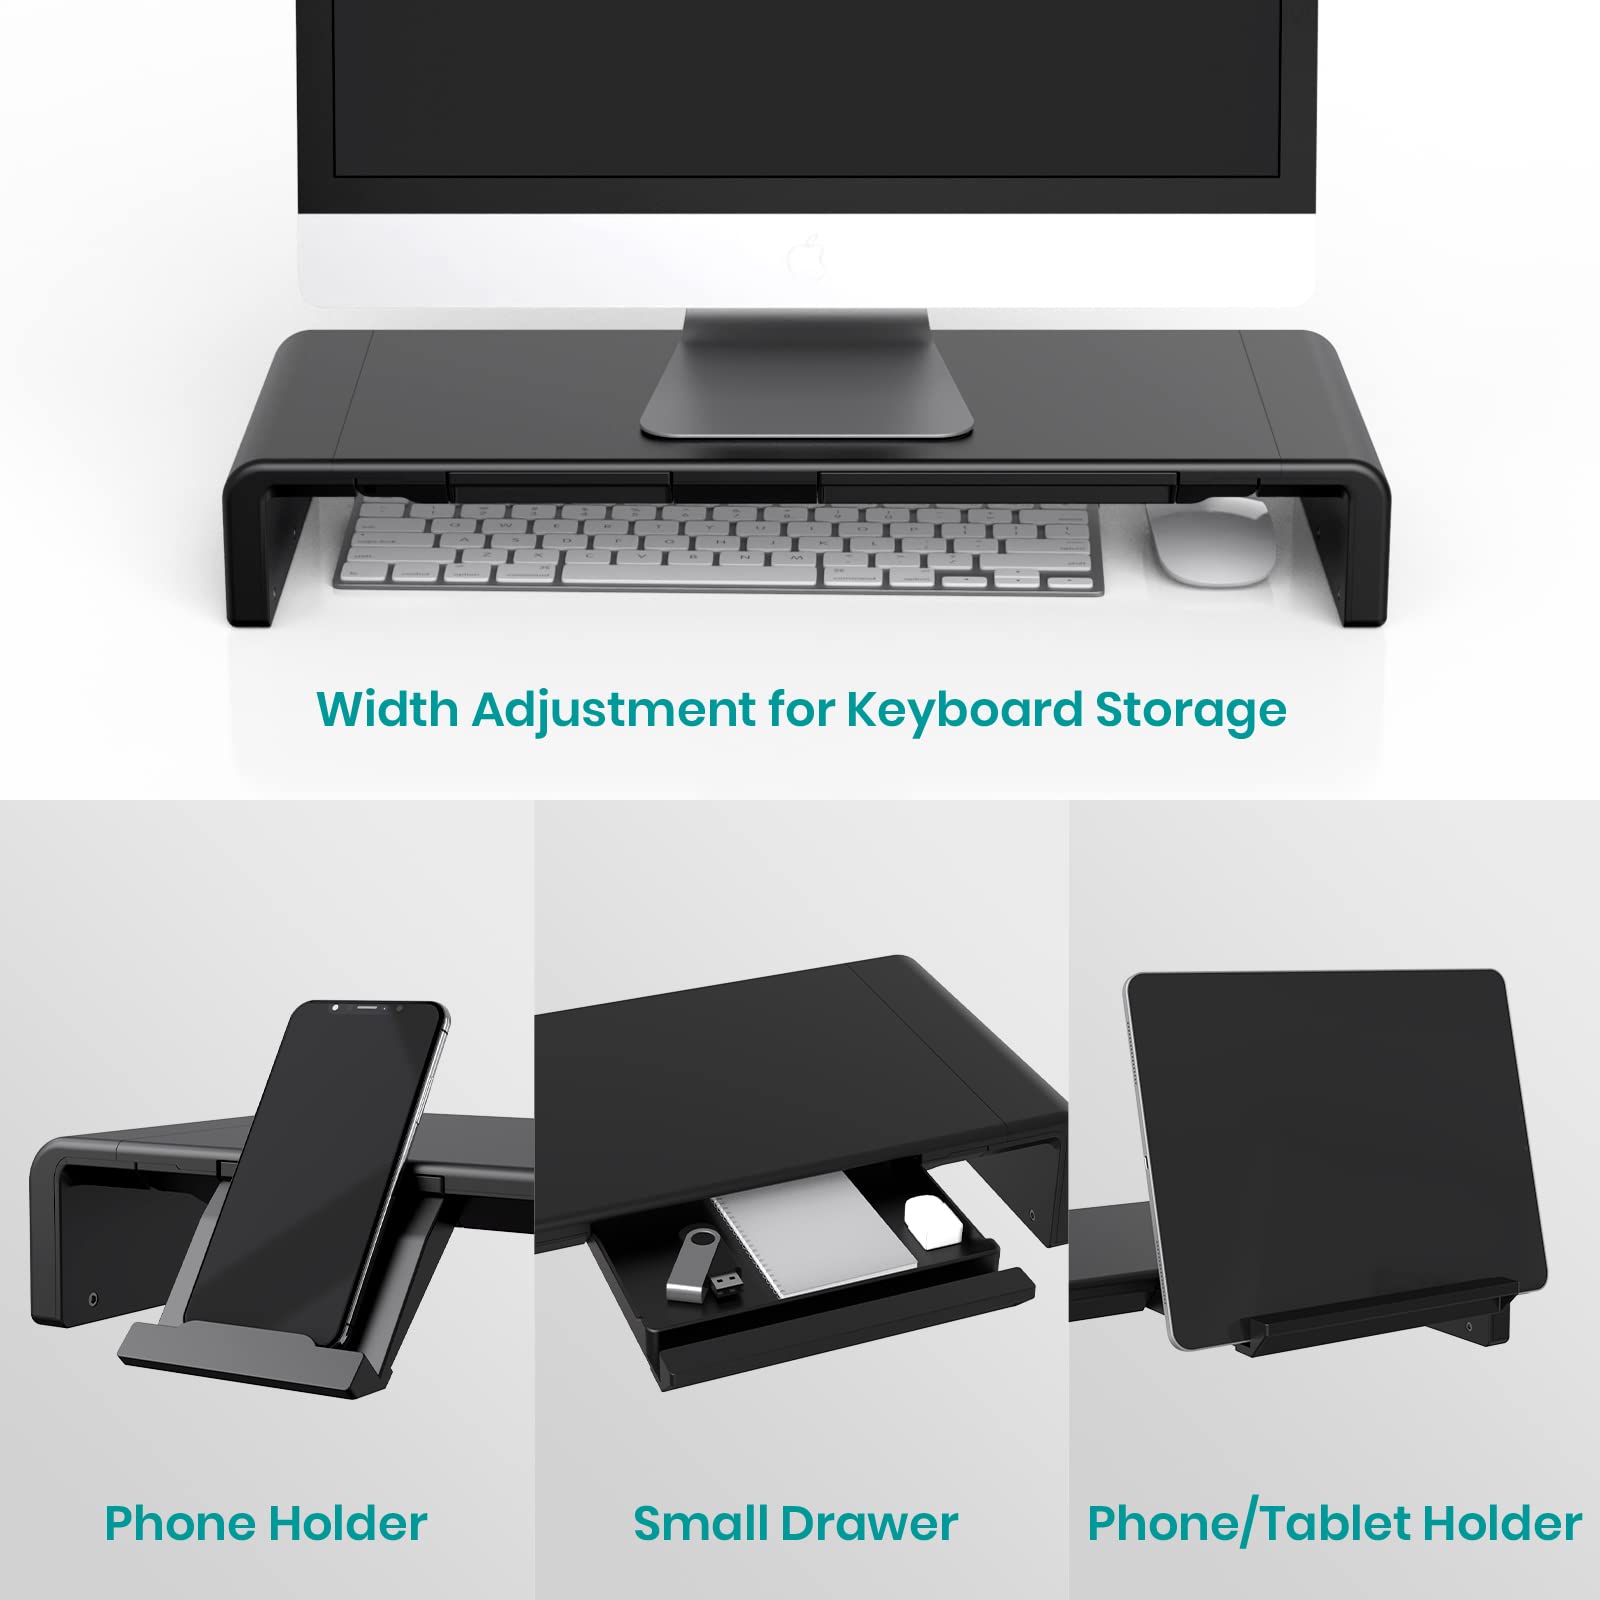 Width Adjustment for Keyboard Storage
Phone Holder
Small Drawer
Phone/Tablet Holder